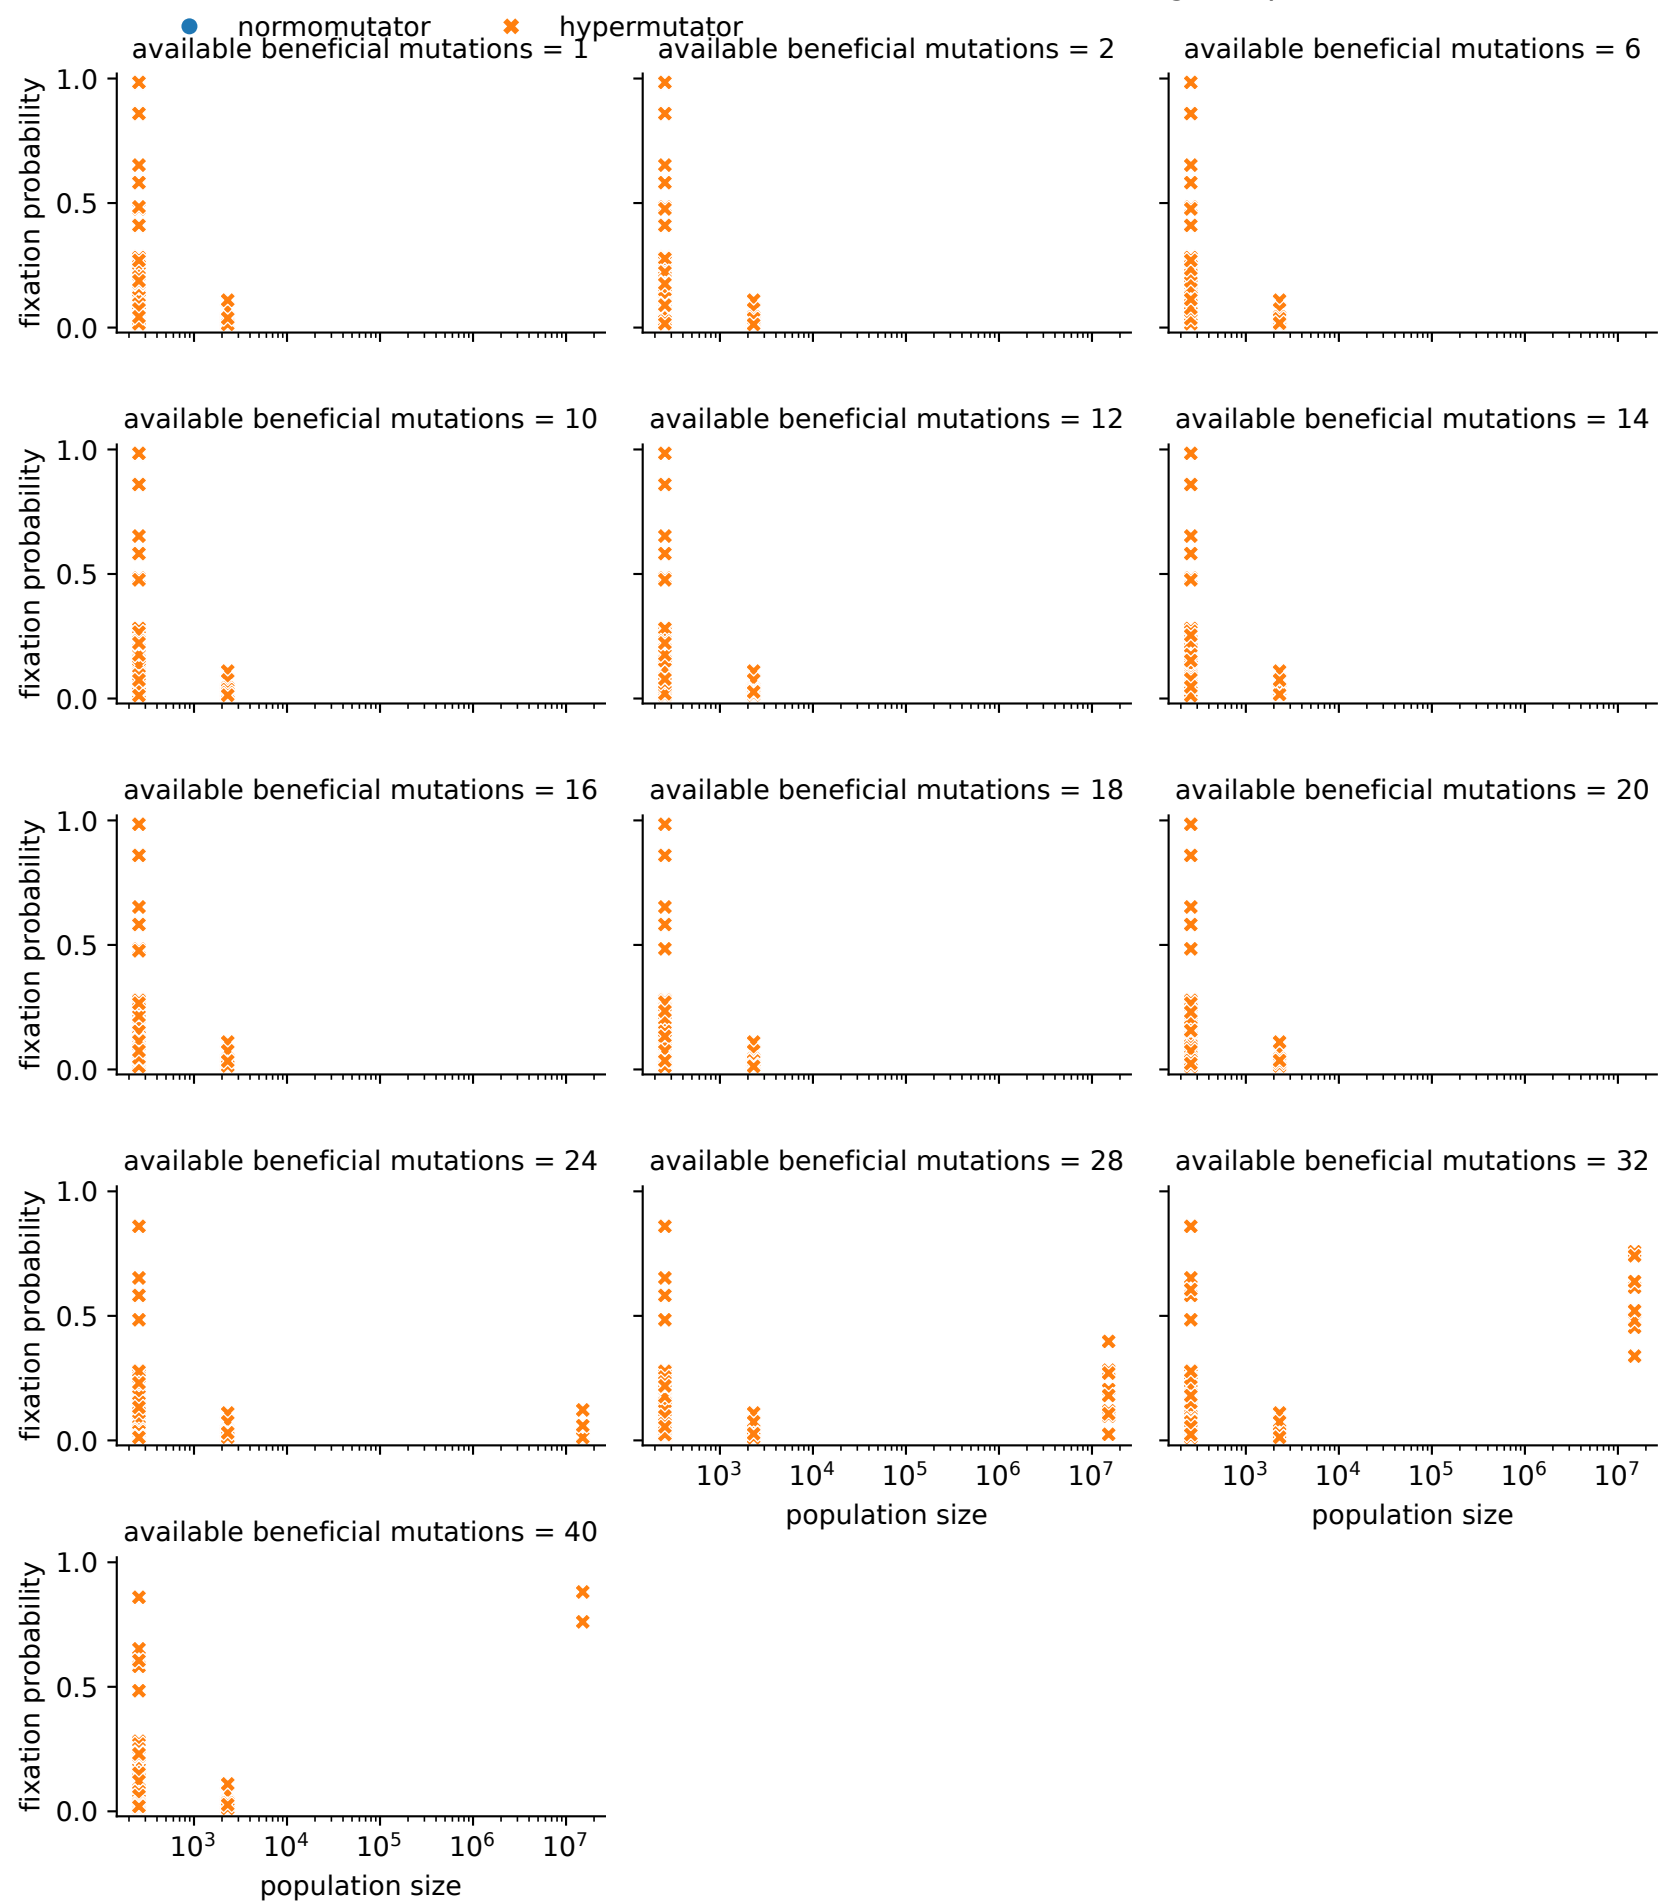 normomutator hypermutator
available beneficial mutations = 1 available beneficial mutations = 2 available beneficial mutations = 6
1.0
0.5
0.0
fixation probability
available beneficial mutations = 10 available beneficial mutations = 12 available beneficial mutations = 14
1.0
0.5
0.0
fixation probability
available beneficial mutations = 16 available beneficial mutations = 18 available beneficial mutations = 20
1.0
0.5
0.0
fixation probability
available beneficial mutations = 24 available beneficial mutations = 28 available beneficial mutations = 32
1.0
0.5
0.0
fixation probability
10³ 10⁴ 10⁵ 10⁶ 10⁷ 10³ 10⁴ 10⁵ 10⁶ 10⁷
population size population size
available beneficial mutations = 40
1.0
0.5
0.0
fixation probability
10³ 10⁴ 10⁵ 10⁶ 10⁷
population size